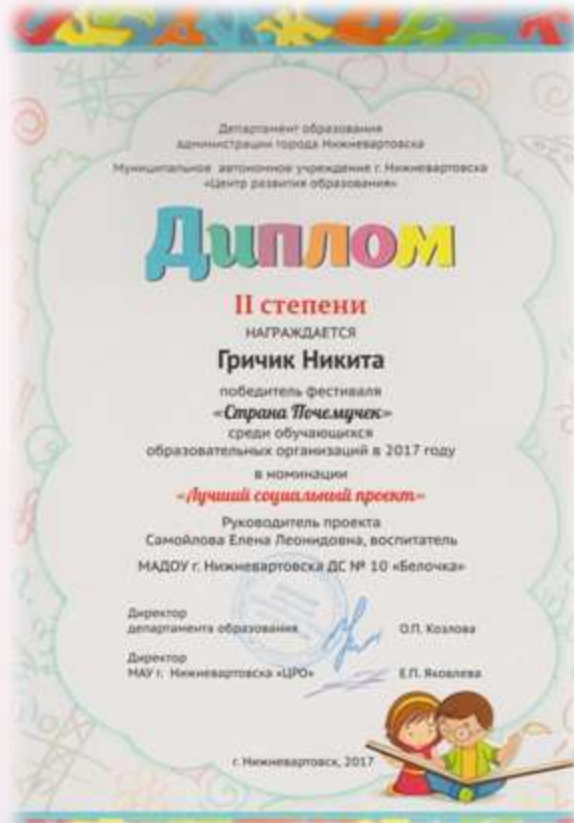 Департамент образования
администрации города Нижневартовска
Муниципальное автономное учреждение г. Нижневартовска
«Центр развития образования»
Диплом
II степени
НАГРАЖДАЕТСЯ
Гричик Никита
победитель фестиваля
«Страна Почемучек»
среди обучающихся
образовательных организаций в 2017 году
в номинации
«Лучший социальный проект»
Руководитель проекта
Самойлова Елена Леонидовна, воспитатель
МАДОУ г. Нижневартовска ДС № 10 «Белочка»
Директор
департамента образования О.П. Козлова
Директор
МАУ г. Нижневартовска «ЦРО» Е.П. Яковлева
г. Нижневартовск, 2017